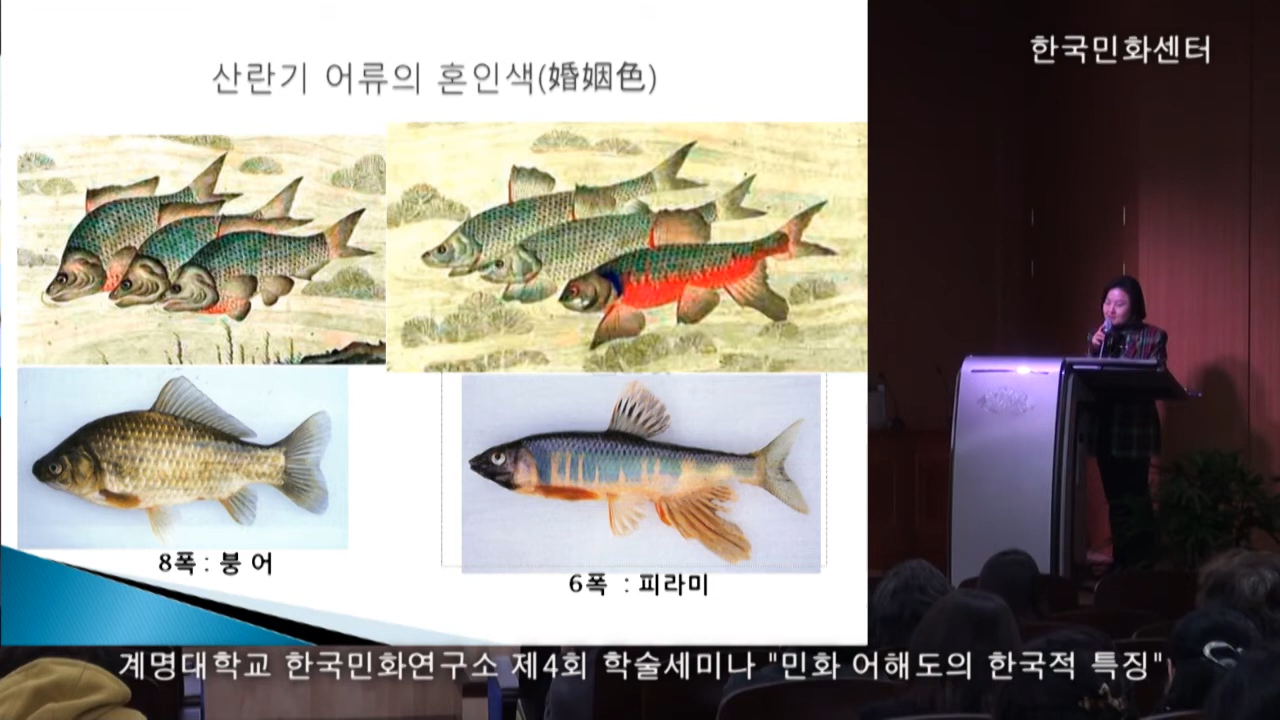 한국민화센터
산란기 어류의 혼인색(婚姻色)
8폭 : 붕 어
6폭 : 피라미
계명대학교 한국민화연구소 제4회 학술세미나 "민화 어해도의 한국적 특징"